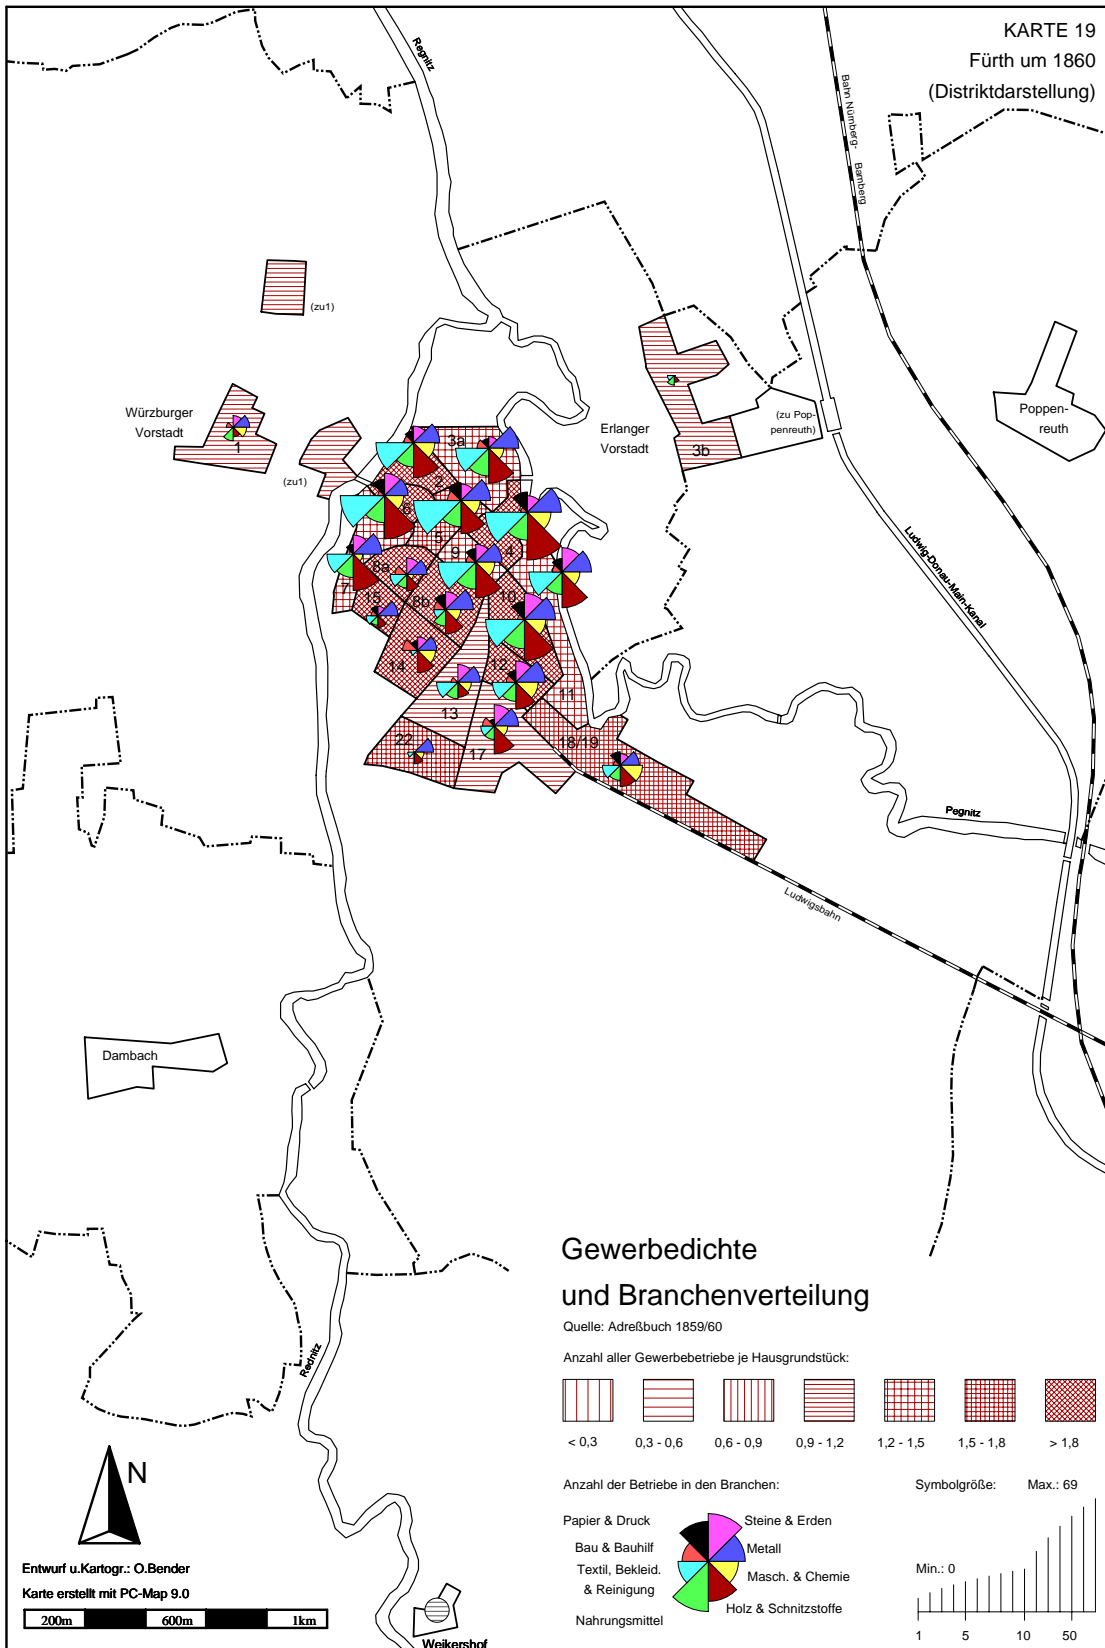 KARTE 19
Fürth um 1860
(Distriktdarstellung)
Regnitz
Bahn Nürnberg-
Bamberg
(zu1)
Würzburger
Vorstadt
1
(zu1)
Erlanger
Vorstadt
3b
(zu Pop-
penreuth)
Poppen-
reuth
3a
2
6
5
4
9
7
8a
15
8b
10
14
12
11
13
22
17
18/19
Ludwig-Donau-Main-Kanal
Pegnitz
Ludwigsbahn
Dambach
Rednitz
Weikershof
Gewerbedichte
und Branchenverteilung
Quelle: Adreßbuch 1859/60
Anzahl aller Gewerbebetriebe je Hausgrundstück:
< 0,3 0,3 - 0,6 0,6 - 0,9 0,9 - 1,2 1,2 - 1,5 1,5 - 1,8 > 1,8
Anzahl der Betriebe in den Branchen:
Papier & Druck
Bau & Bauhilf
Textil, Bekleid.
& Reinigung
Nahrungsmittel
Steine & Erden
Metall
Masch. & Chemie
Holz & Schnitzstoffe
Symbolgröße: Max.: 69
Min.: 0
1 5 10 50
N
Entwurf u.Kartogr.: O.Bender
Karte erstellt mit PC-Map 9.0
200m 600m 1km